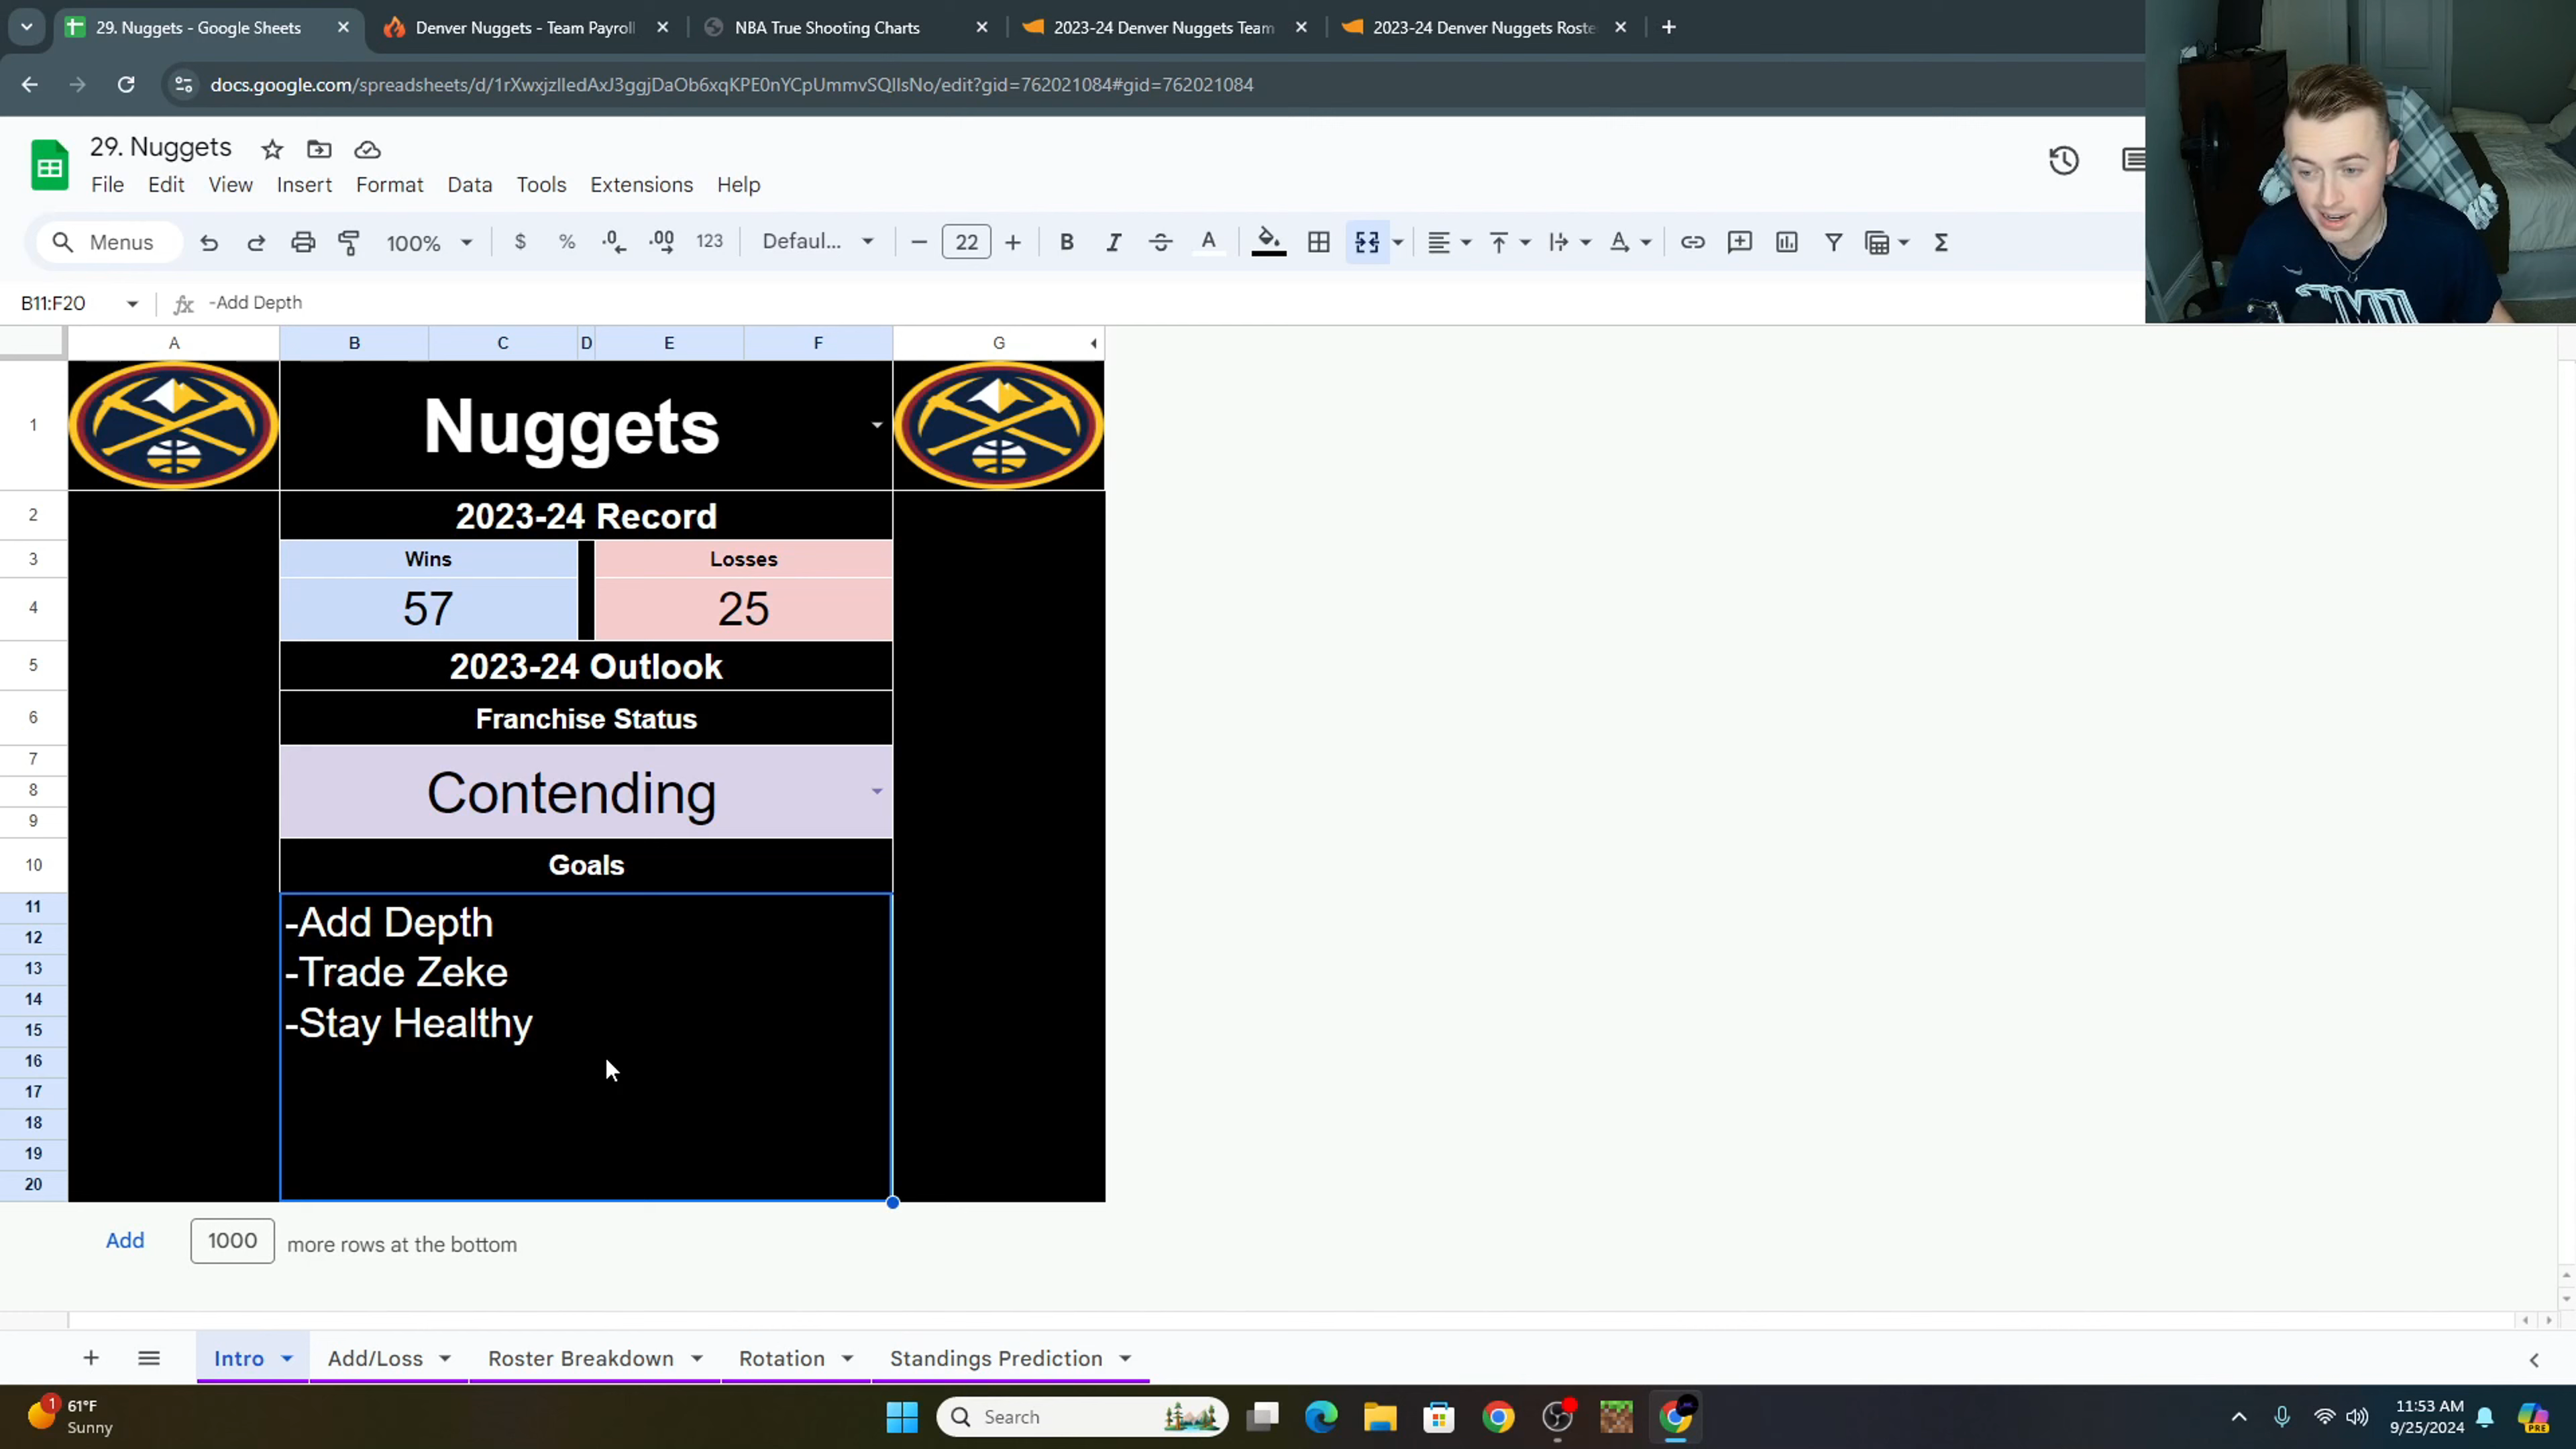 29. Nuggets - Google Sheets
Denver Nuggets - Team Payroll
NBA True Shooting Charts
2023-24 Denver Nuggets Team
2023-24 Denver Nuggets Roste
docs.google.com/spreadsheets/d/1rXwxjzlledAxJ3ggjDaOb6xqKPE0nYCpUmmvSQlIsNo/edit?gid=762021084#gid=762021084
29. Nuggets
File Edit View Insert Format Data Tools Extensions Help
Menus 100% $ % .0 .00 123 Defaul... 22 B I A Σ
B11:F20 fx -Add Depth
A B C D E F G
1 Nuggets
2 2023-24 Record
3 Wins Losses
4 57 25
5 2023-24 Outlook
6 Franchise Status
7
8 Contending
9
10 Goals
11 -Add Depth
12
13 -Trade Zeke
14
15 -Stay Healthy
16
17
18
19
20
Add 1000 more rows at the bottom
Intro Add/Loss Roster Breakdown Rotation Standings Prediction
1 61°F
Sunny
Search
11:53 AM
9/25/2024
PRE